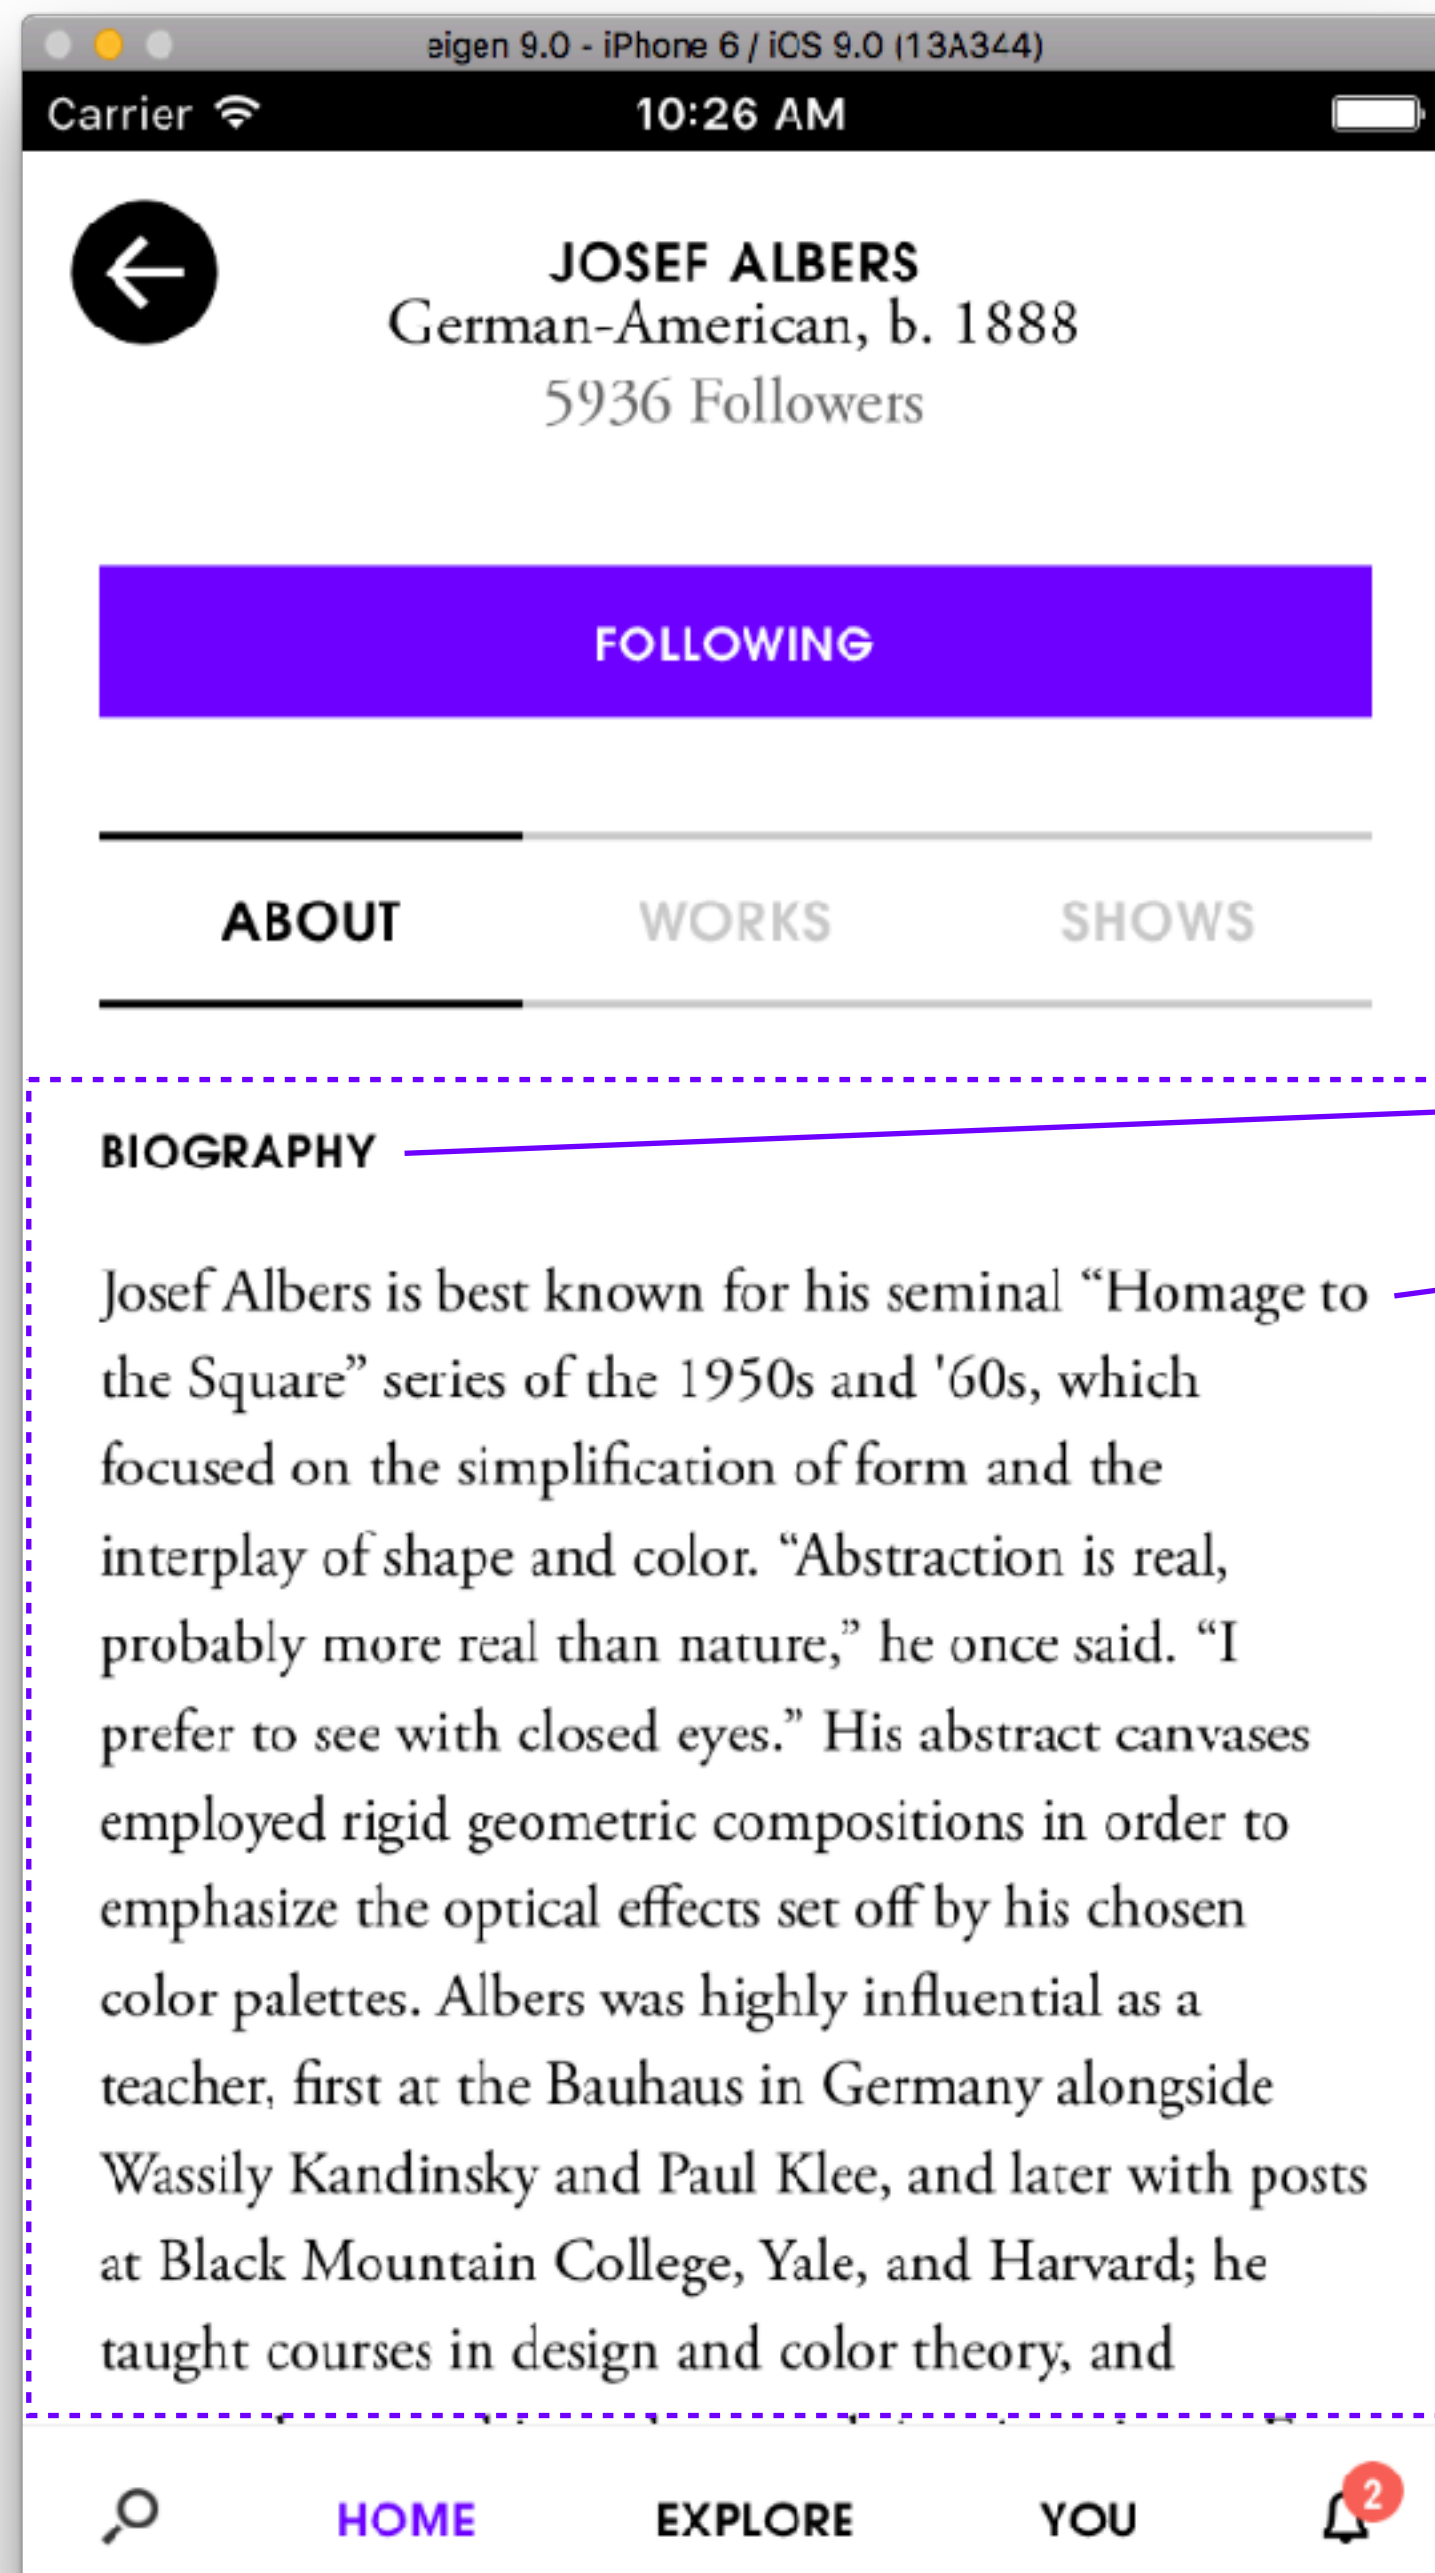 eigen 9.0 - iPhone 6 / iOS 9.0 (13A344)
Carrier 10:26 AM
JOSEF ALBERS
German-American, b. 1888
5936 Followers
FOLLOWING
ABOUT WORKS SHOWS
BIOGRAPHY
Josef Albers is best known for his seminal “Homage to
the Square” series of the 1950s and '60s, which
focused on the simplification of form and the
interplay of shape and color. “Abstraction is real,
probably more real than nature,” he once said. “I
prefer to see with closed eyes.” His abstract canvases
employed rigid geometric compositions in order to
emphasize the optical effects set off by his chosen
color palettes. Albers was highly influential as a
teacher, first at the Bauhaus in Germany alongside
Wassily Kandinsky and Paul Klee, and later with posts
at Black Mountain College, Yale, and Harvard; he
taught courses in design and color theory, and
HOME EXPLORE YOU 2